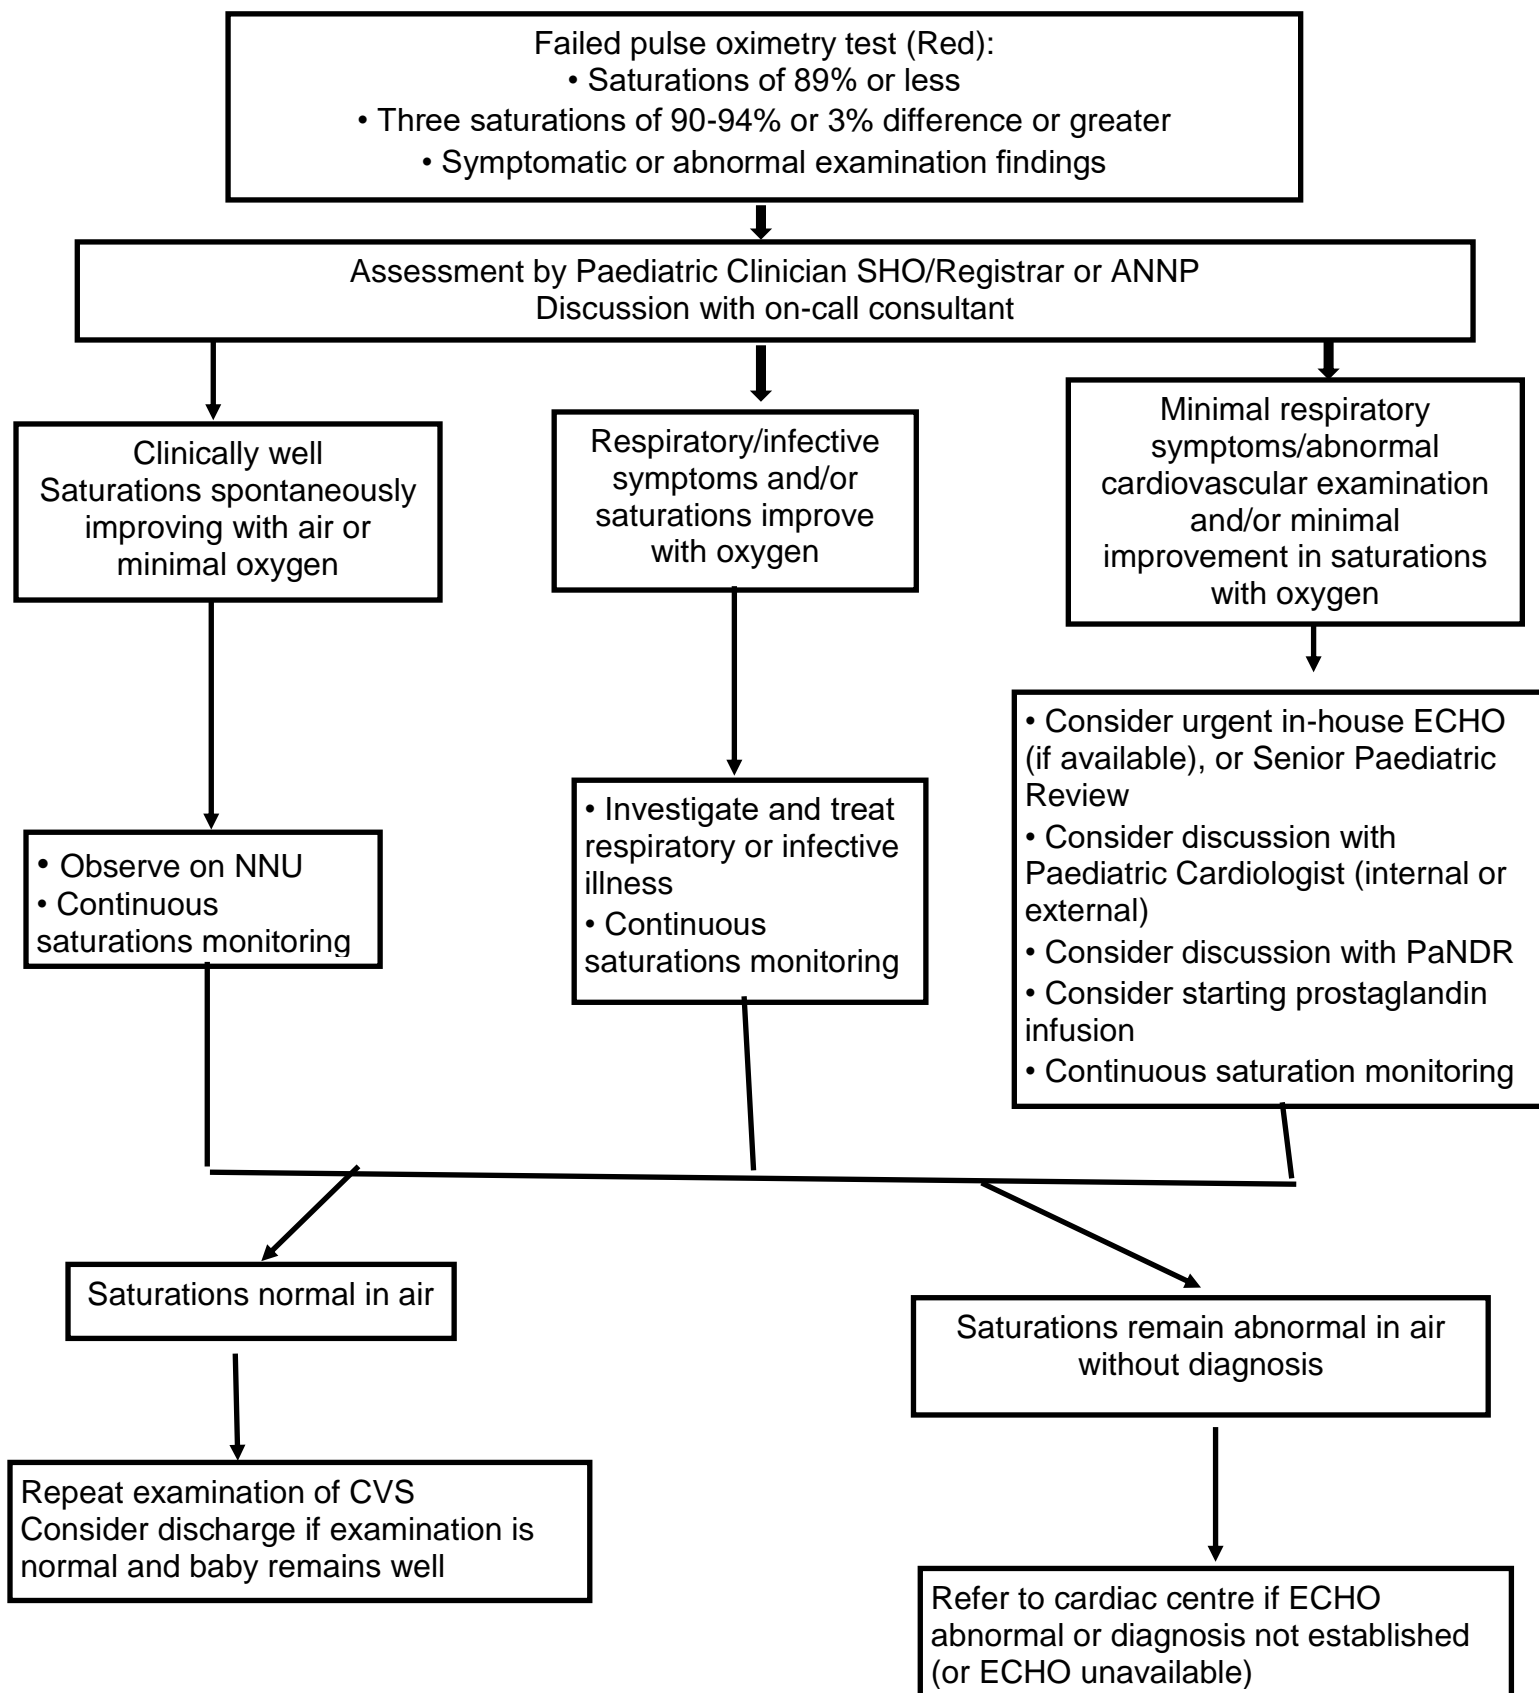 Failed pulse oximetry test (Red):
• Saturations of 89% or less
• Three saturations of 90-94% or 3% difference or greater
• Symptomatic or abnormal examination findings
Assessment by Paediatric Clinician SHO/Registrar or ANNP
Discussion with on-call consultant
Clinically well
Saturations spontaneously
improving with air or
minimal oxygen
Respiratory/infective
symptoms and/or
saturations improve
with oxygen
Minimal respiratory
symptoms/abnormal
cardiovascular examination
and/or minimal
improvement in saturations
with oxygen
• Observe on NNU
• Continuous
saturations monitoring
• Investigate and treat
respiratory or infective
illness
• Continuous
saturations monitoring
• Consider urgent in-house ECHO
(if available), or Senior Paediatric
Review
• Consider discussion with
Paediatric Cardiologist (internal or
external)
• Consider discussion with PaNDR
• Consider starting prostaglandin
infusion
• Continuous saturation monitoring
Saturations normal in air
Saturations remain abnormal in air
without diagnosis
Repeat examination of CVS
Consider discharge if examination is
normal and baby remains well
Refer to cardiac centre if ECHO
abnormal or diagnosis not established
(or ECHO unavailable)